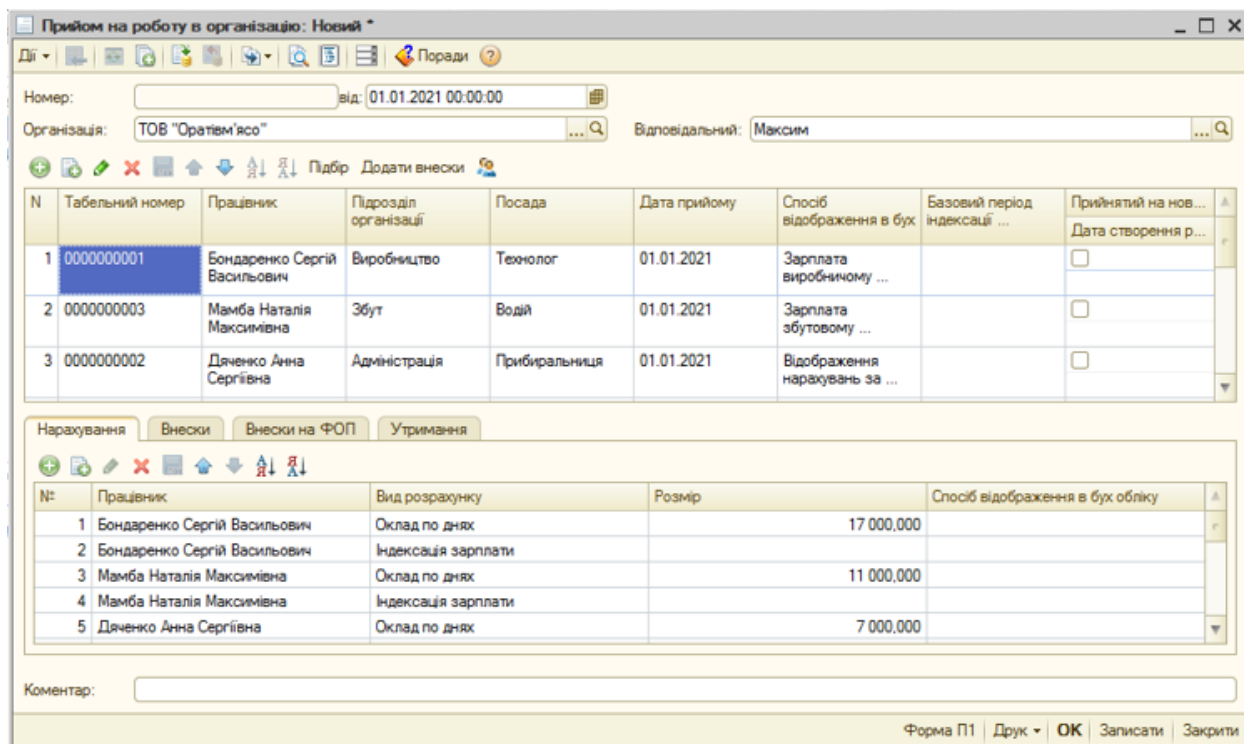 Прийом на роботу в організацію: Новий *
Дії Поради
Номер: від: 01.01.2021 00:00:00
Організація: ТОВ "Оратівм'ясо" ... Відповідальний: Максим ...
Підбір Додати внески
N Табельний номер Працівник Підрозділ Посада Дата прийому Спосіб Базовий період Прийнятий на нов...
організації відображення в бух індексації ... Дата створення р...
1 0000000001 Бондаренко Сергій Виробництво Технолог 01.01.2021 Зарплата
Васильович виробничому ...
2 0000000003 Мамба Наталія Збут Водій 01.01.2021 Зарплата
Максимівна збутовому ...
3 0000000002 Дяченко Анна Адміністрація Прибиральниця 01.01.2021 Відображення
Сергіївна нарахувань за ...
Нарахування Внески Внески на ФОП Утримання
№ Працівник Вид розрахунку Розмір Спосіб відображення в бух обліку
1 Бондаренко Сергій Васильович Оклад по днях 17 000,000
2 Бондаренко Сергій Васильович Індексація зарплати
3 Мамба Наталія Максимівна Оклад по днях 11 000,000
4 Мамба Наталія Максимівна Індексація зарплати
5 Дяченко Анна Сергіївна Оклад по днях 7 000,000
Коментар:
Форма П1 Друк OK Записати Закрити